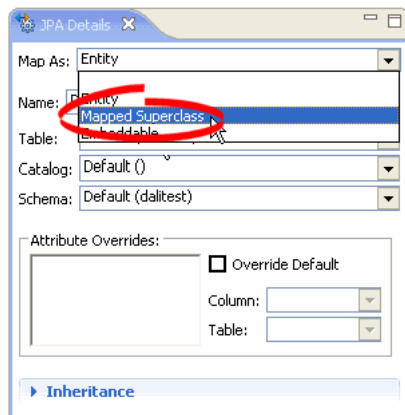 JPA Details
Map As: Entity
Entity
Name:
Mapped Superclass
Embeddable
Table:
Catalog: Default ()
Schema: Default (dalitest)
Attribute Overrides:
Override Default
Column:
Table:
Inheritance